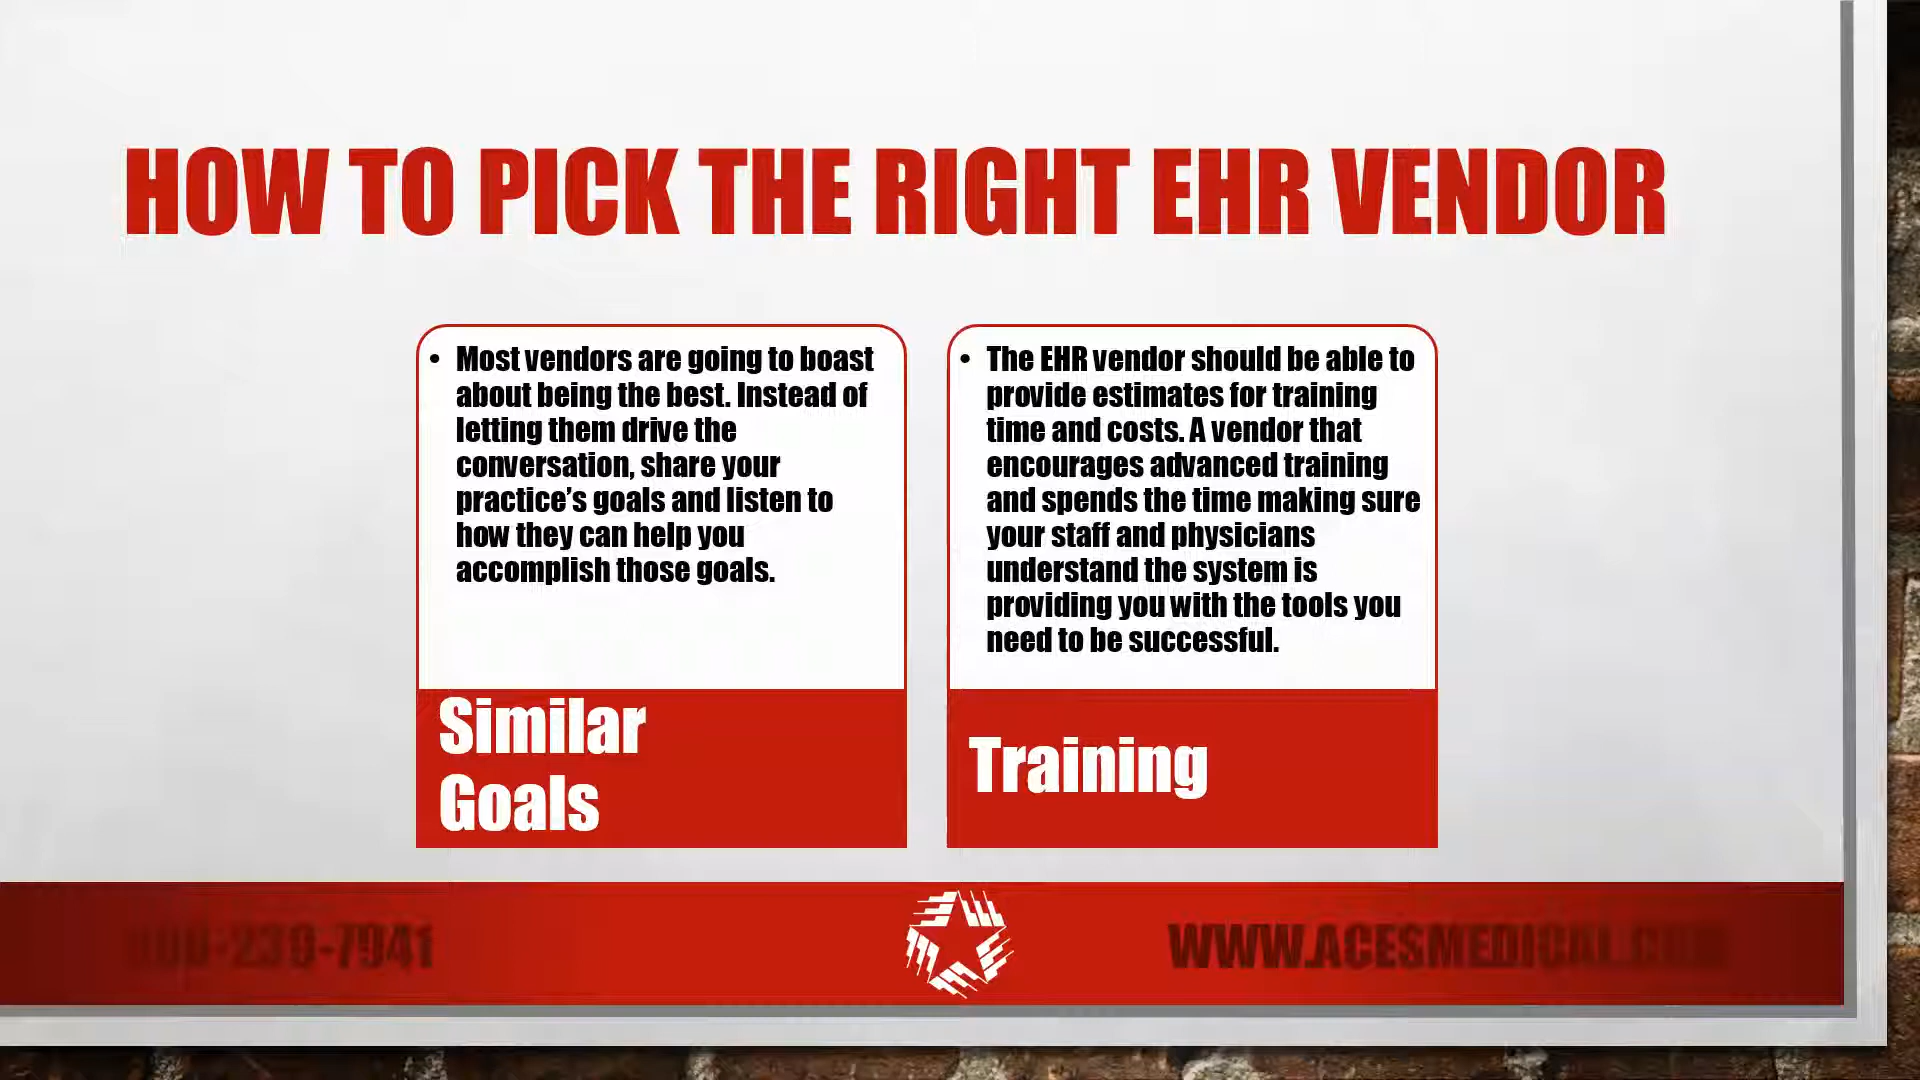 HOW TO PICK THE RIGHT EHR VENDOR
• Most vendors are going to boast
about being the best. Instead of
letting them drive the
conversation, share your
practice's goals and listen to
how they can help you
accomplish those goals.
Similar
Goals
• The EHR vendor should be able to
provide estimates for training
time and costs. A vendor that
encourages advanced training
and spends the time making sure
your staff and physicians
understand the system is
providing you with the tools you
need to be successful.
Training
WWW.ACESMEDICAL.COM